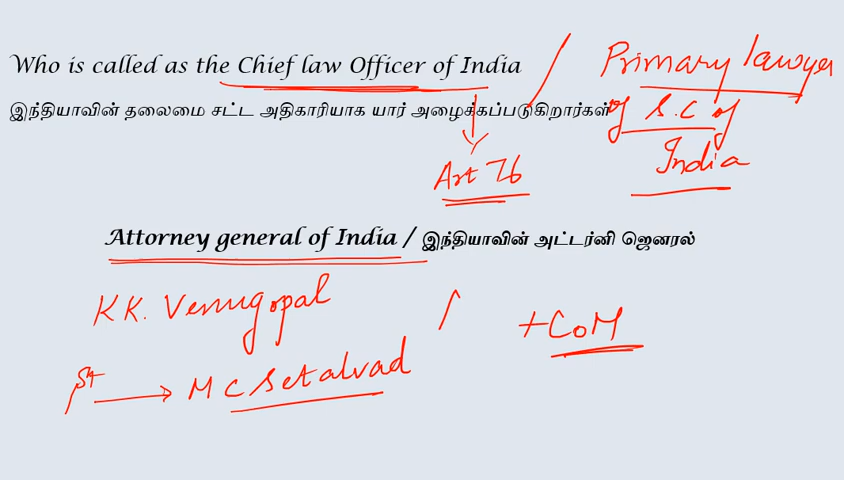 Who is called as the Chief law Officer of India / Primary lawyer
of S.C of
India
இந்தியாவின் தலைமை சட்ட அதிகாரியாக யார் அழைக்கப்படுகிறார்கள்
Art 76
Attorney general of India / இந்தியாவின் அட்டர்னி ஜெனரல்
KK. Venugopal
+ CoM
1st → M C Setalvad